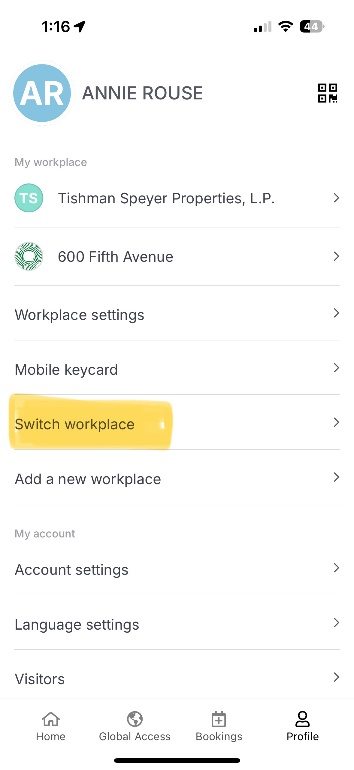 1:16
44
AR ANNIE ROUSE
My workplace
TS Tishman Speyer Properties, L.P.
600 Fifth Avenue
Workplace settings
Mobile keycard
Switch workplace
Add a new workplace
My account
Account settings
Language settings
Visitors
Home Global Access Bookings Profile